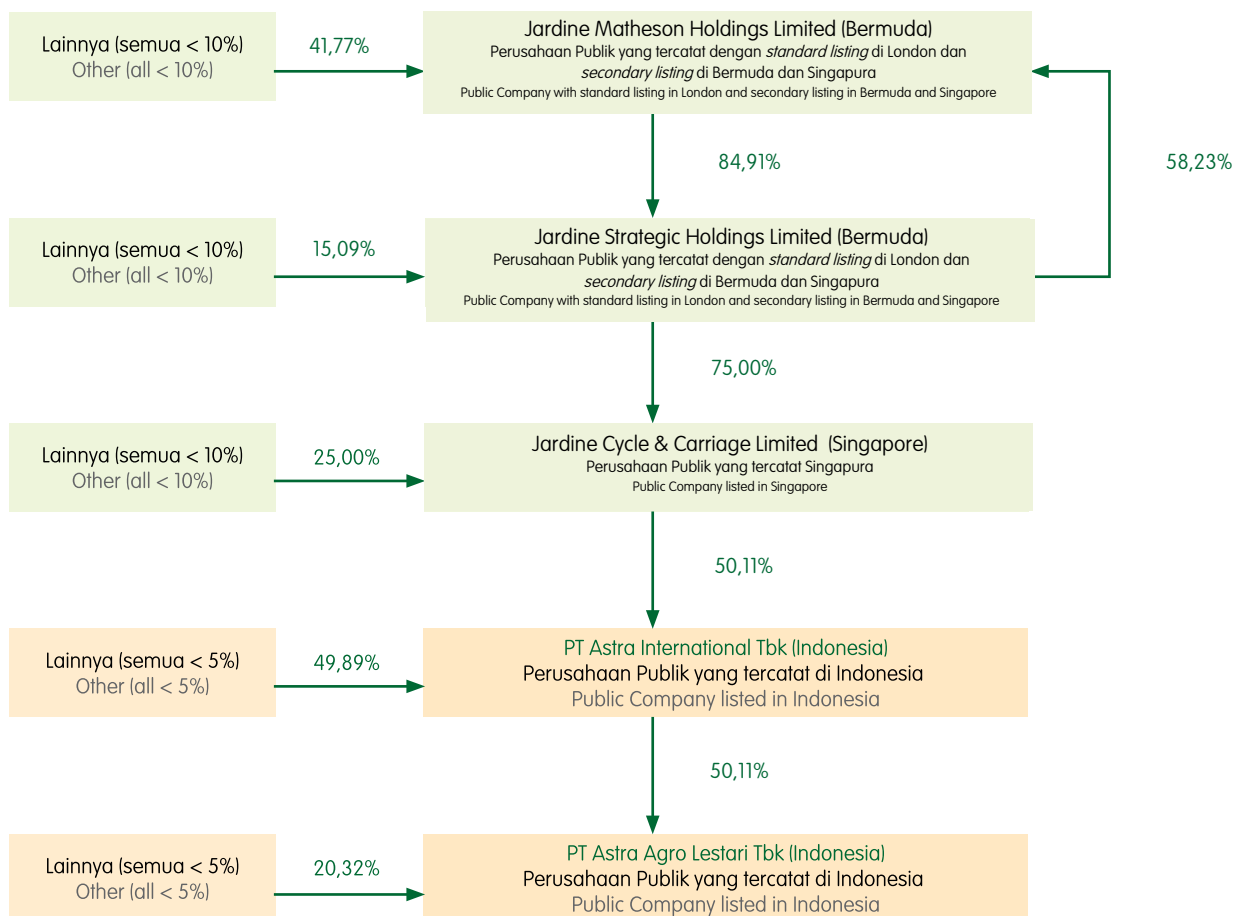 Lainnya (semua < 10%)
Other (all < 10%)
41,77%
Jardine Matheson Holdings Limited (Bermuda)
Perusahaan Publik yang tercatat dengan standard listing di London dan
secondary listing di Bermuda dan Singapura
Public Company with standard listing in London and secondary listing in Bermuda and Singapore
84,91%
58,23%
Lainnya (semua < 10%)
Other (all < 10%)
15,09%
Jardine Strategic Holdings Limited (Bermuda)
Perusahaan Publik yang tercatat dengan standard listing di London dan
secondary listing di Bermuda dan Singapura
Public Company with standard listing in London and secondary listing in Bermuda and Singapore
75,00%
Lainnya (semua < 10%)
Other (all < 10%)
25,00%
Jardine Cycle & Carriage Limited (Singapore)
Perusahaan Publik yang tercatat Singapura
Public Company listed in Singapore
50,11%
Lainnya (semua < 5%)
Other (all < 5%)
49,89%
PT Astra International Tbk (Indonesia)
Perusahaan Publik yang tercatat di Indonesia
Public Company listed in Indonesia
50,11%
Lainnya (semua < 5%)
Other (all < 5%)
20,32%
PT Astra Agro Lestari Tbk (Indonesia)
Perusahaan Publik yang tercatat di Indonesia
Public Company listed in Indonesia